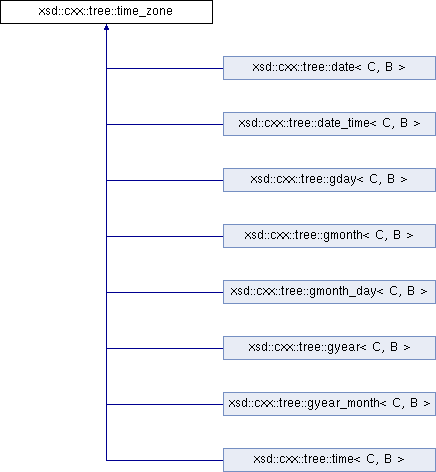 xsd::cxx::tree::time_zone
xsd::cxx::tree::date< C, B >
xsd::cxx::tree::date_time< C, B >
xsd::cxx::tree::gday< C, B >
xsd::cxx::tree::gmonth< C, B >
xsd::cxx::tree::gmonth_day< C, B >
xsd::cxx::tree::gyear< C, B >
xsd::cxx::tree::gyear_month< C, B >
xsd::cxx::tree::time< C, B >